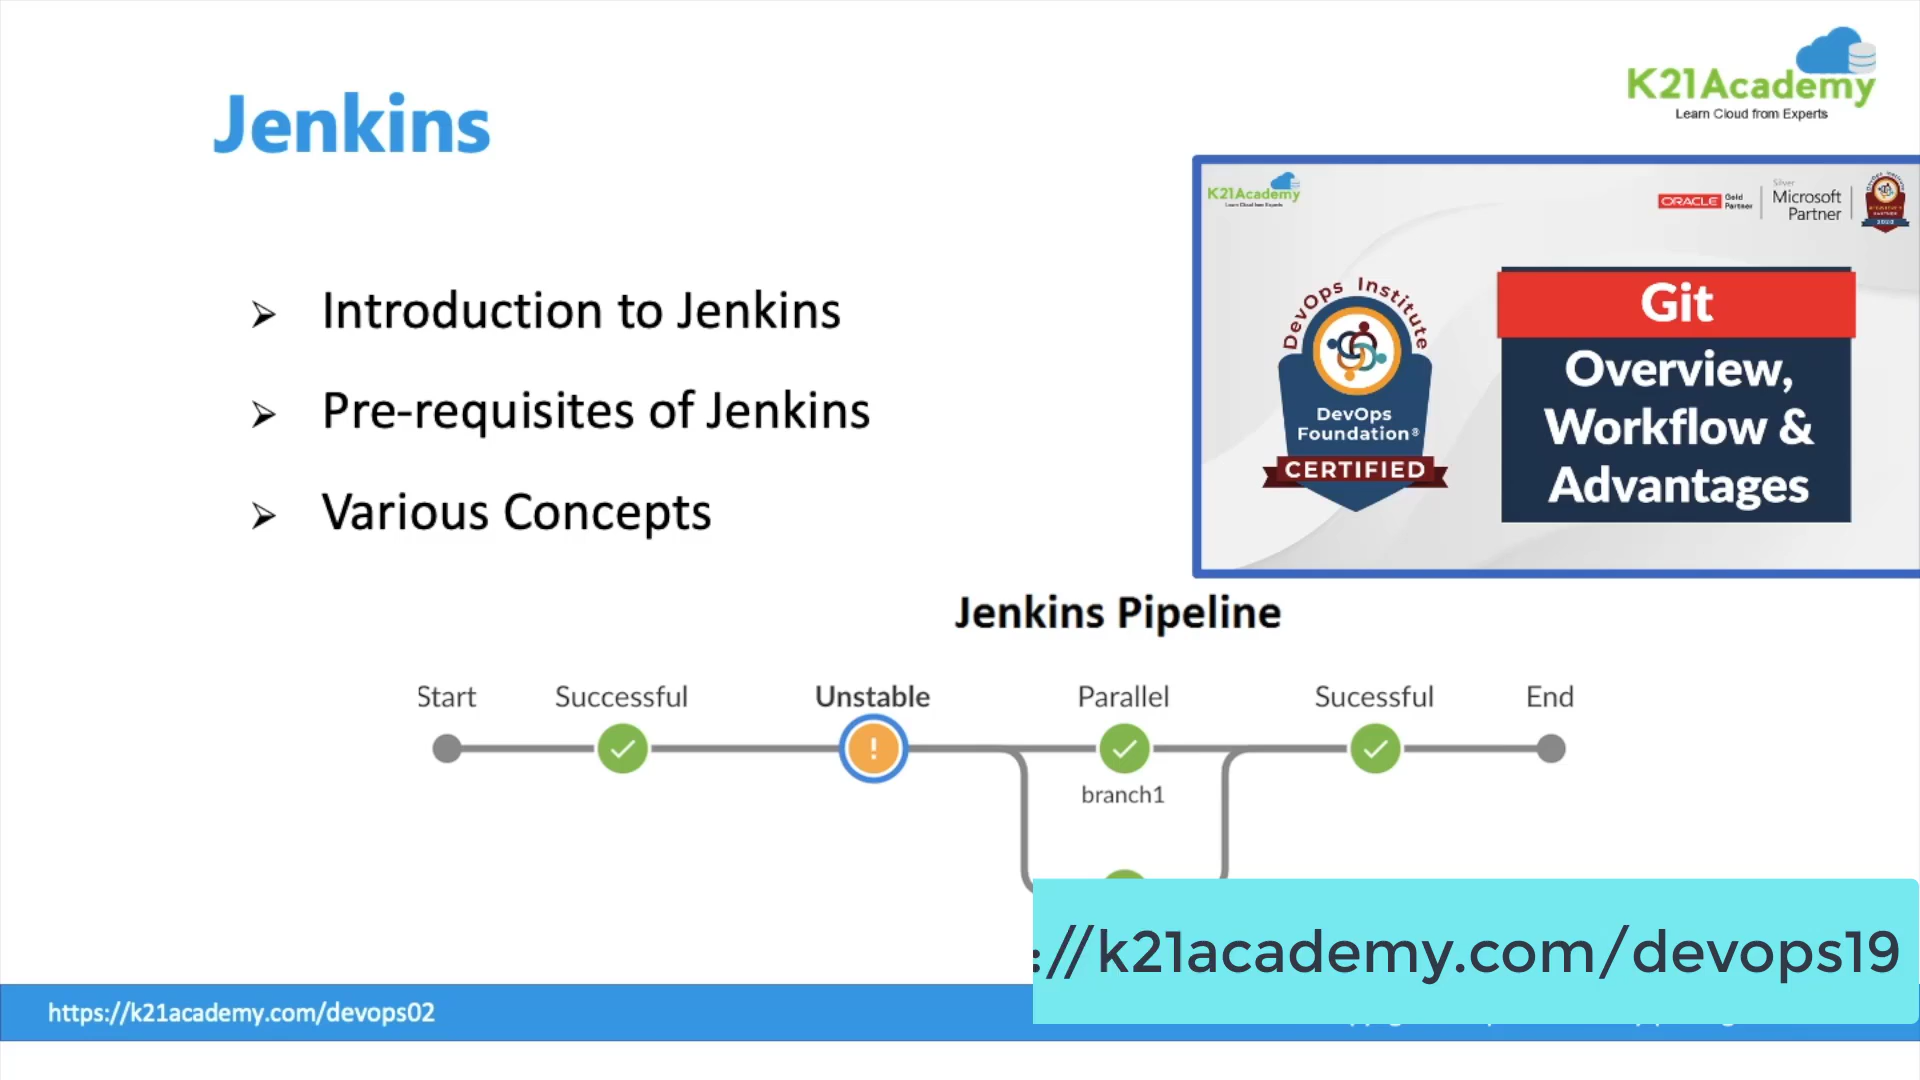 K21Academy
Learn Cloud from Experts
Jenkins
K21Academy
Learn Cloud from Experts
ORACLE Gold Partner
Silver
Microsoft
Partner
➢ Introduction to Jenkins
➢ Pre-requisites of Jenkins
➢ Various Concepts
DevOps Institute
DevOps
Foundation®
CERTIFIED
Git
Overview,
Workflow &
Advantages
Jenkins Pipeline
Start Successful Unstable Parallel Sucessful End
branch1
://k21academy.com/devops19
https://k21academy.com/devops02